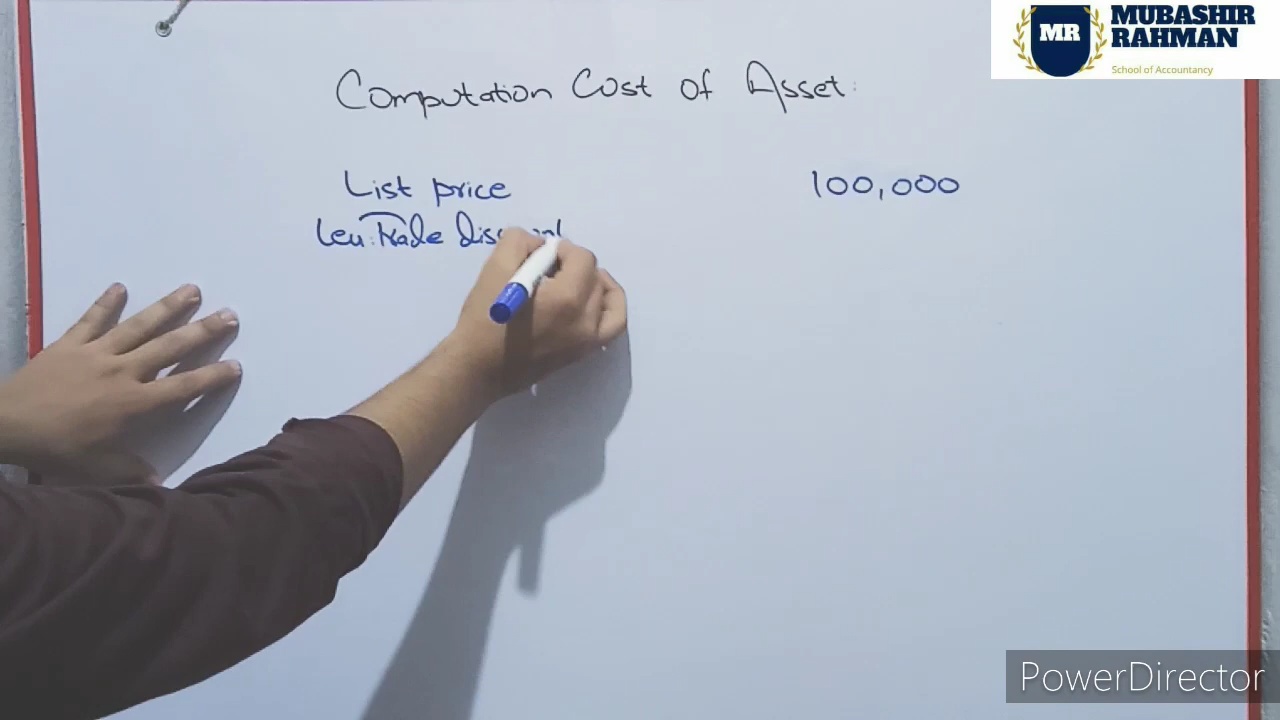 MR
MUBASHIR
RAHMAN
School of Accountancy
Computation Cost of Asset:
List price 100,000
Less: Trade
PowerDirector